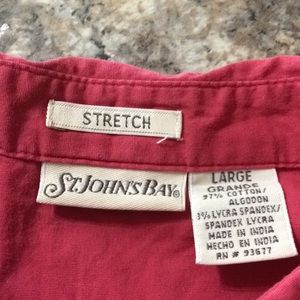 STRETCH
ST. JOHN'S BAY®
LARGE
GRANDE
97% COTTON/
ALGODON
3% LYCRA SPANDEX/
SPANDEX LYCRA
MADE IN INDIA
HECHO EN INDIA
RN # 93677